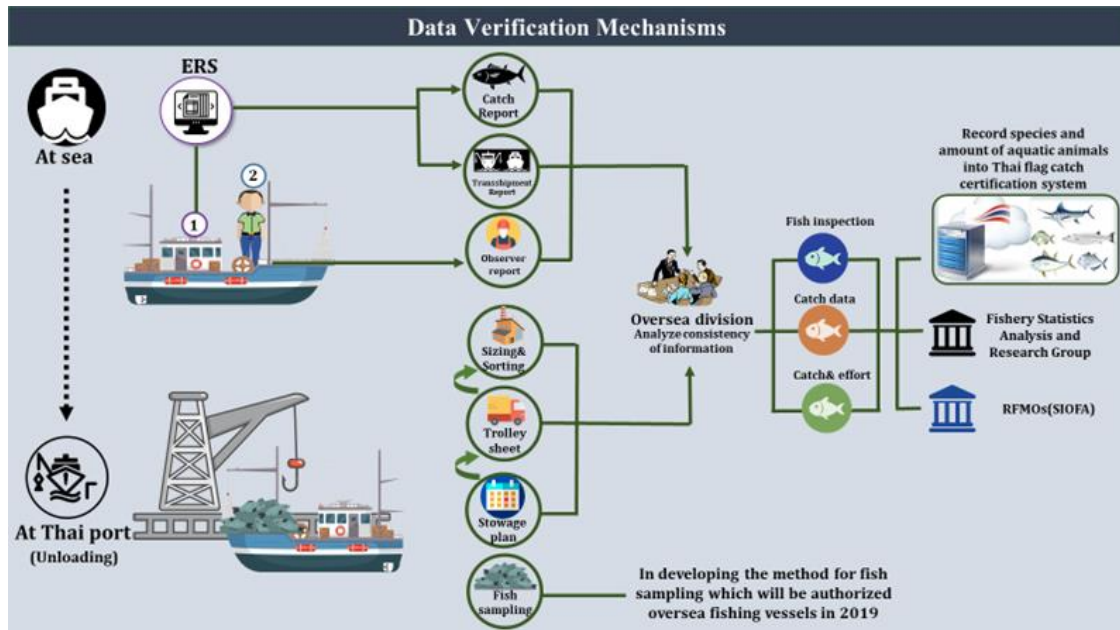 Data Verification Mechanisms
At sea
ERS
2
1
Catch
Report
Transshipment
Report
Observer
report
Sizing&
Sorting
Trolley
sheet
Stowage
plan
Fish
sampling
At Thai port
(Unloading)
Oversea division
Analyze consistency
of information
Fish inspection
Catch data
Catch& effort
Record species and
amount of aquatic animals
into Thai flag catch
certification system
Fishery Statistics
Analysis and
Research Group
RFMOs(SIOFA)
In developing the method for fish
sampling which will be authorized
oversea fishing vessels in 2019